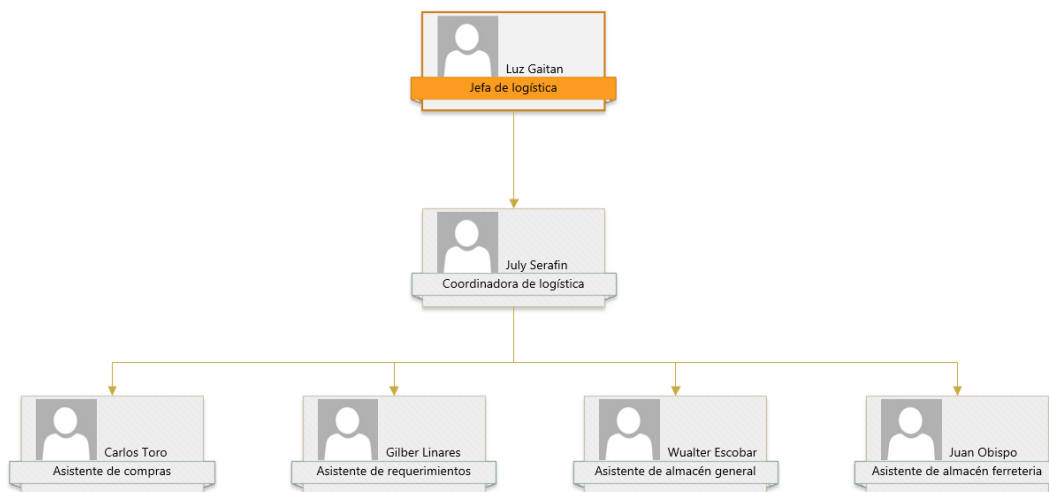 Luz Gaitan
Jefa de logística
July Serafin
Coordinadora de logística
Carlos Toro
Asistente de compras
Gilber Linares
Asistente de requerimientos
Wualter Escobar
Asistente de almacén general
Juan Obispo
Asistente de almacén ferreteria